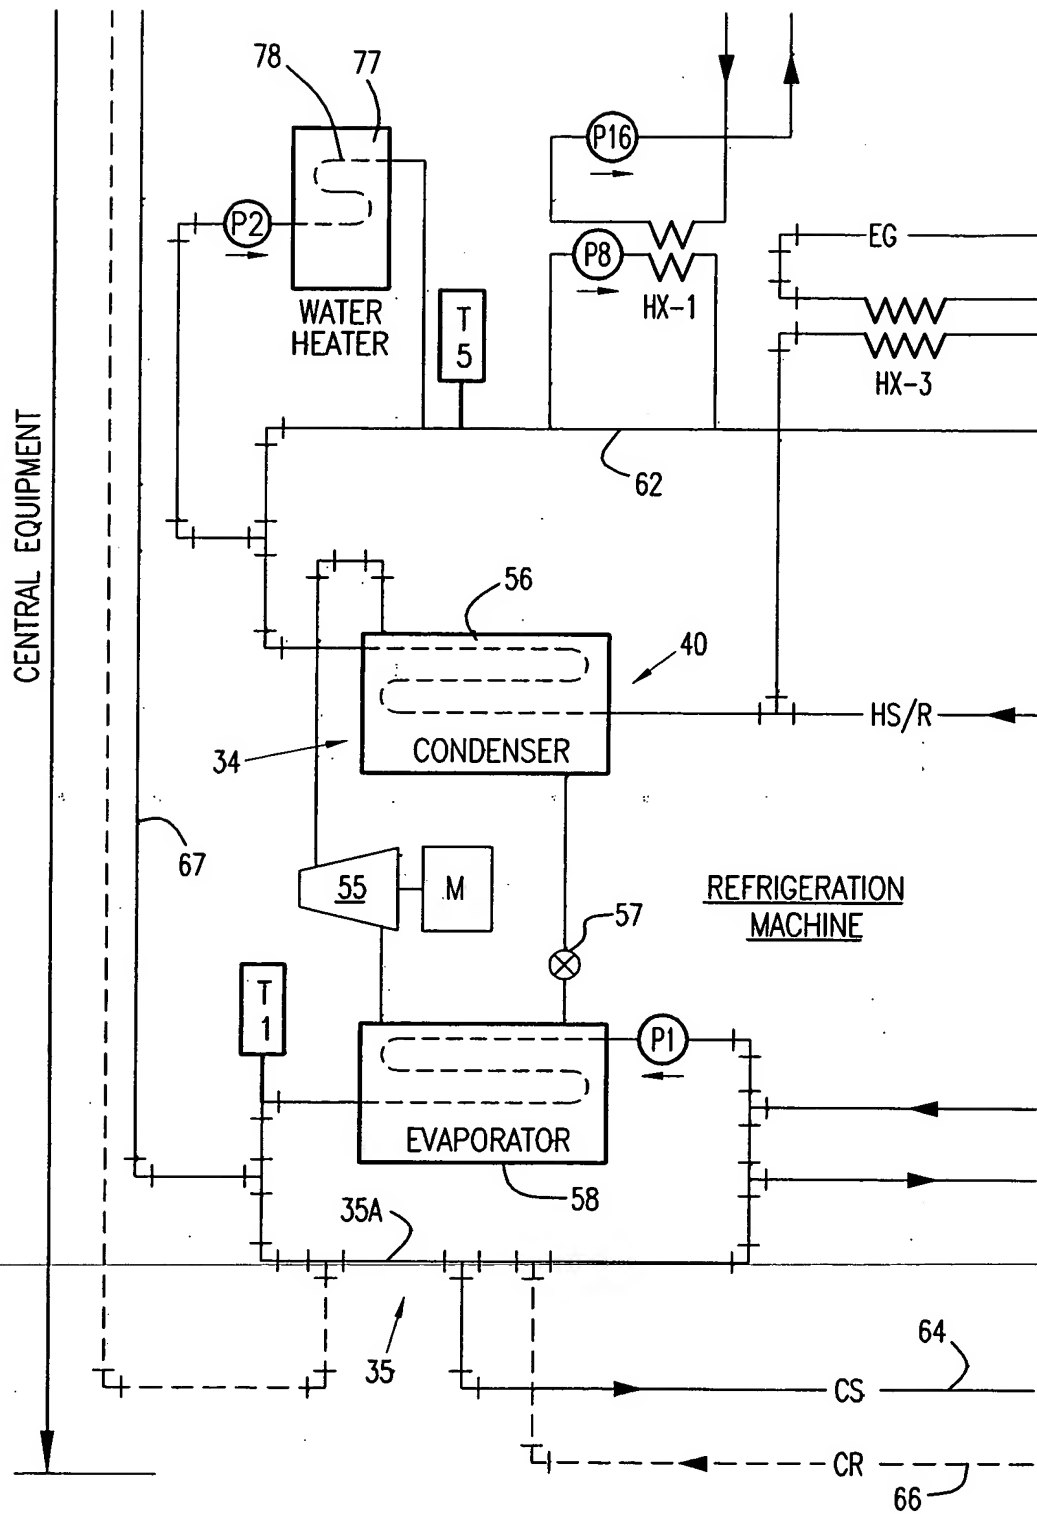 78
77
P16
P2
P8
EG
WATER
HEATER
T
5
HX-1
HX-3
CENTRAL EQUIPMENT
62
56
40
HS/R
CONDENSER
34
67
55
M
REFRIGERATION
MACHINE
57
T
1
P1
EVAPORATOR
58
35A
35
64
CS
CR
66